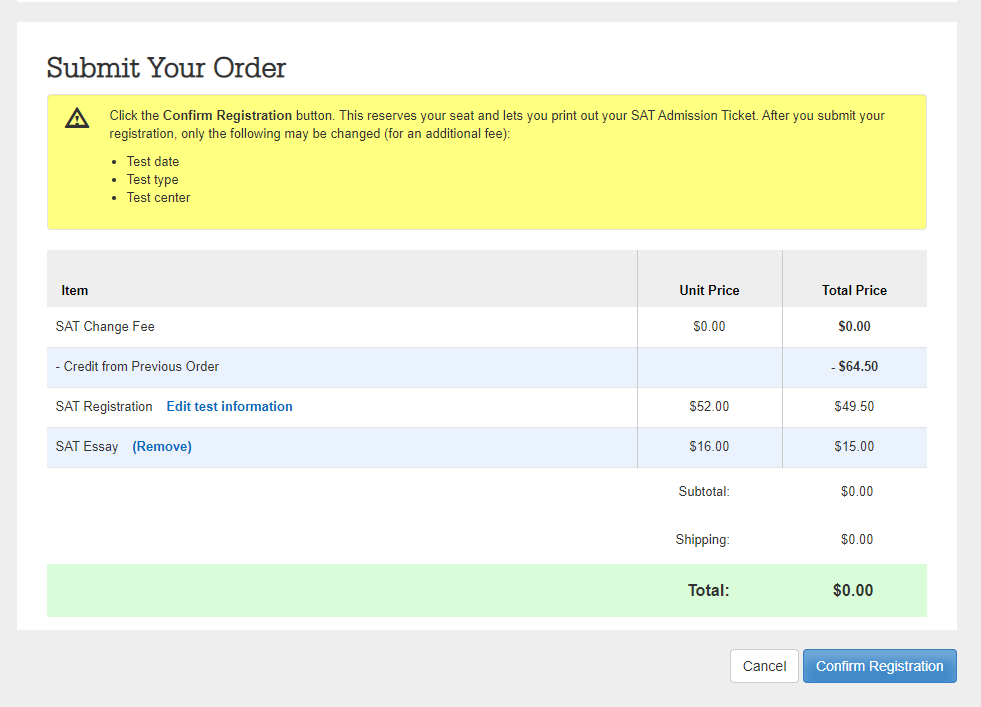 Submit Your Order
Click the Confirm Registration button. This reserves your seat and lets you print out your SAT Admission Ticket. After you submit your
registration, only the following may be changed (for an additional fee):
• Test date
• Test type
• Test center
Item Unit Price Total Price
SAT Change Fee $0.00 $0.00
- Credit from Previous Order - $64.50
SAT Registration Edit test information $52.00 $49.50
SAT Essay (Remove) $16.00 $15.00
Subtotal: $0.00
Shipping: $0.00
Total: $0.00
Cancel Confirm Registration